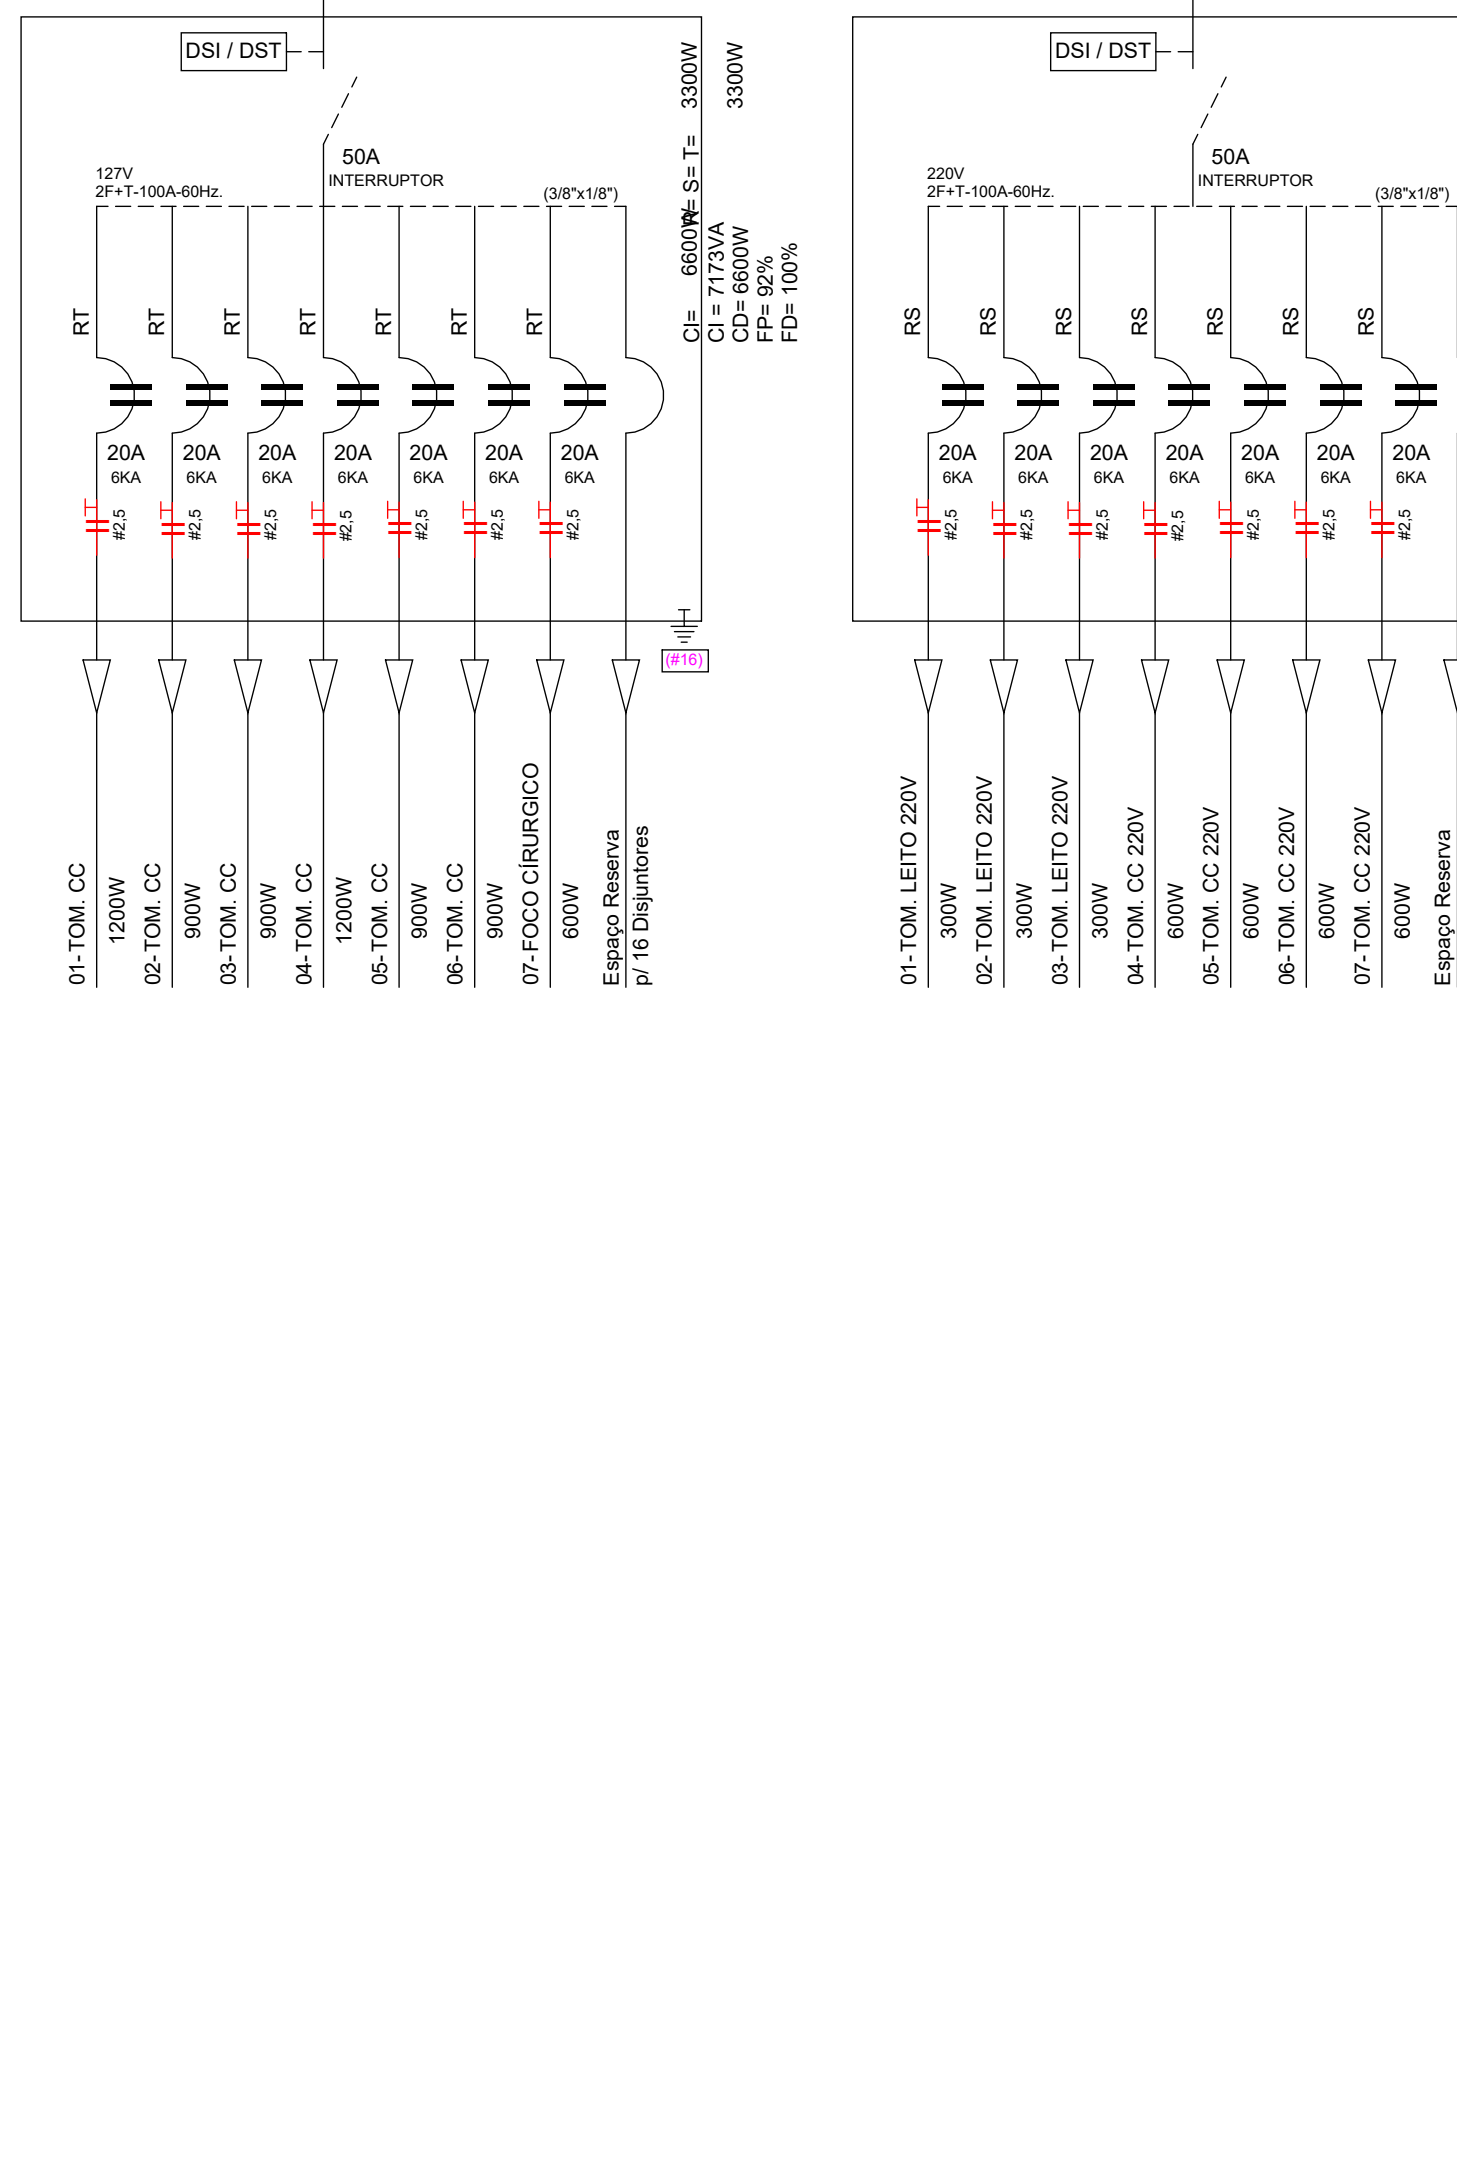 DSI / DST
50A
INTERRUPTOR
127V
2F+T-100A-60Hz.
(3/8"x1/8")
RT
RT
RT
RT
RT
RT
RT
20A
6KA
20A
6KA
20A
6KA
20A
6KA
20A
6KA
20A
6KA
20A
6KA
#2,5
#2,5
#2,5
#2,5
#2,5
#2,5
#2,5
R= S= T= 3300W
3300W
CI= 6600W
CI = 7173VA
CD= 6600W
FP= 92%
FD= 100%
(#16)
01- TOM. CC
1200W
02- TOM. CC
900W
03- TOM. CC
900W
04- TOM. CC
1200W
05- TOM. CC
900W
06- TOM. CC
900W
07- FOCO CÍRURGICO
600W
Espaço Reserva
p/ 16 Disjuntores
DSI / DST
50A
INTERRUPTOR
220V
2F+T-100A-60Hz.
(3/8"x1/8")
RS
RS
RS
RS
RS
RS
RS
20A
6KA
20A
6KA
20A
6KA
20A
6KA
20A
6KA
20A
6KA
20A
6KA
#2,5
#2,5
#2,5
#2,5
#2,5
#2,5
#2,5
01- TOM. LEITO 220V
300W
02- TOM. LEITO 220V
300W
03- TOM. LEITO 220V
300W
04- TOM. CC 220V
600W
05- TOM. CC 220V
600W
06- TOM. CC 220V
600W
07- TOM. CC 220V
600W
Espaço Reserva